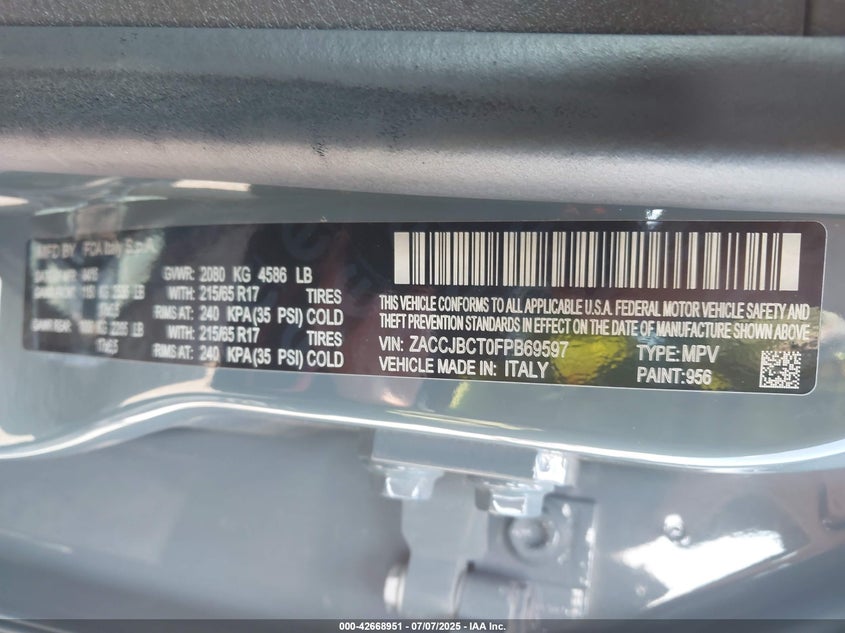 MFD BY FCA Italy S.p.A.
GVWR: 2080 KG 4586 LB
WITH: 215/65 R17 TIRES
RIMS AT: 240 KPA(35 PSI) COLD
WITH: 215/65 R17 TIRES
RIMS AT: 240 KPA(35 PSI) COLD
THIS VEHICLE CONFORMS TO ALL APPLICABLE U.S.A. FEDERAL MOTOR VEHICLE SAFETY AND
THEFT PREVENTION STANDARDS IN EFFECT ON THE DATE OF MANUFACTURE SHOWN ABOVE.
VIN: ZACCJBCT0FPB69597 TYPE: MPV
VEHICLE MADE IN: ITALY PAINT: 956
000-42668951 - 07/07/2025 - IAA Inc.